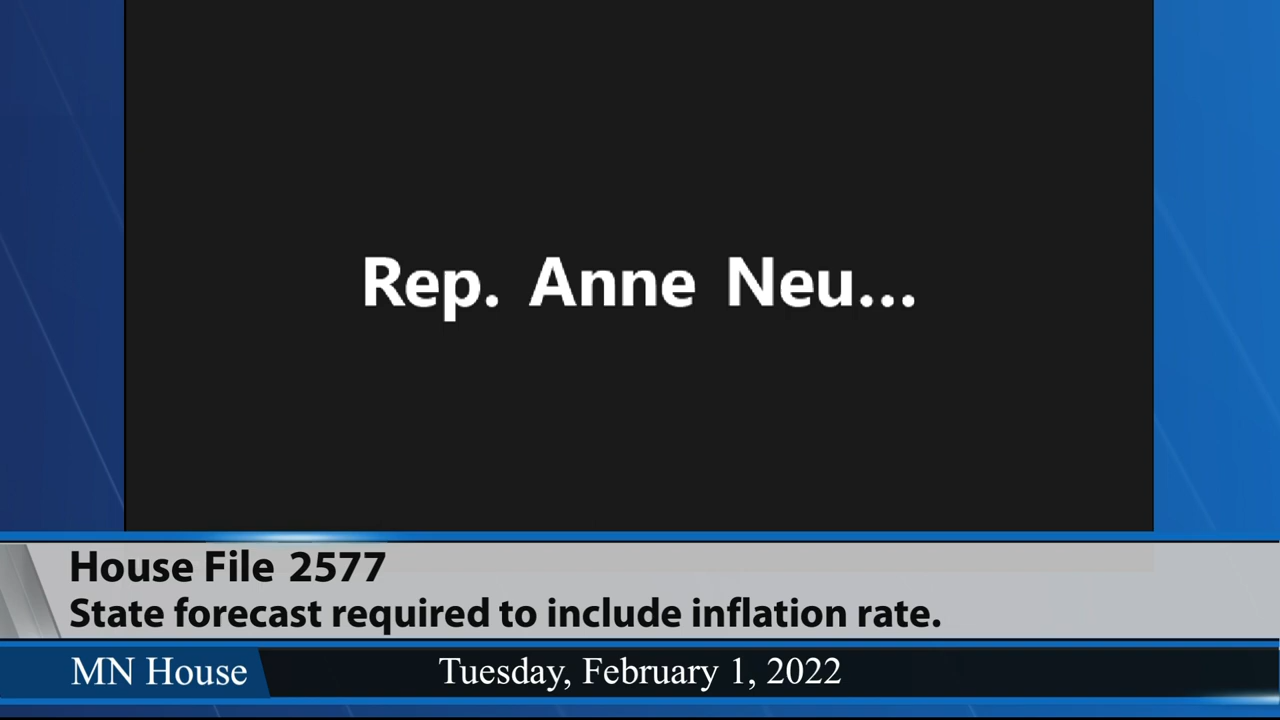 Rep. Anne Neu...
House File 2577
State forecast required to include inflation rate.
MN House
Tuesday, February 1, 2022